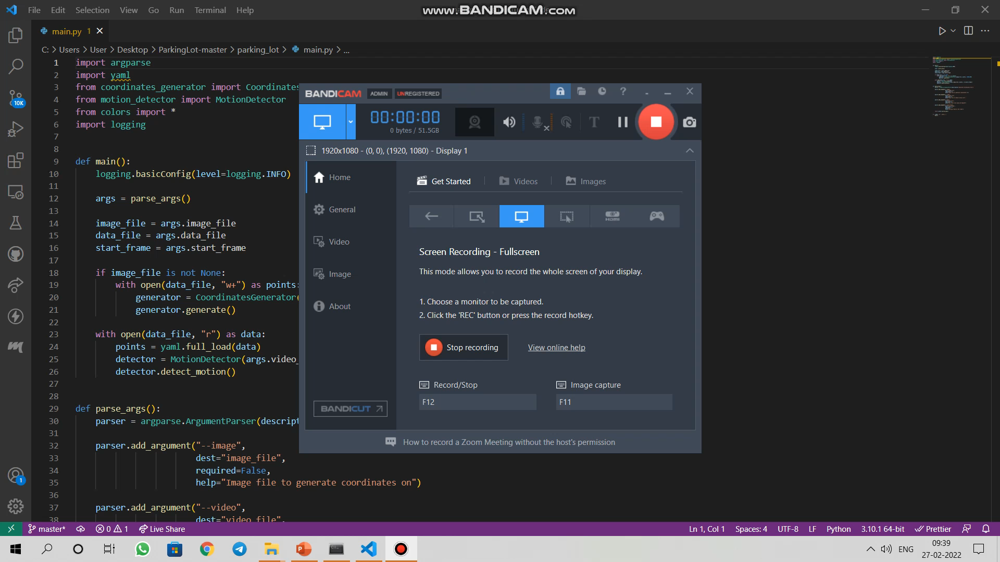 File Edit Selection View Go Run Terminal Help
www.BANDICAM.com
main.py 1
C: > Users > User > Desktop > ParkingLot-master > parking_lot > main.py > ...
1 import argparse
2 import yaml
3 from coordinates_generator import Coordinates
4 from motion_detector import MotionDetector
5 from colors import *
6 import logging
7
8
9 def main():
10 logging.basicConfig(level=logging.INFO)
11
12 args = parse_args()
13
14 image_file = args.image_file
15 data_file = args.data_file
16 start_frame = args.start_frame
17
18 if image_file is not None:
19 with open(data_file, "w+") as points:
20 generator = CoordinatesGenerator(
21 generator.generate()
22
23 with open(data_file, "r") as data:
24 points = yaml.full_load(data)
25 detector = MotionDetector(args.video_
26 detector.detect_motion()
27
28
29 def parse_args():
30 parser = argparse.ArgumentParser(descript
31
32 parser.add_argument("--image",
33 dest="image_file",
34 required=False,
35 help="Image file to generate coordinates on")
36
37 parser.add_argument("--video",
38 dest="video_file",
10K
1
BANDICAM ADMIN UNREGISTERED
00:00:00
0 bytes / 51.5GB
1920x1080 - (0, 0), (1920, 1080) - Display 1
Home
General
Video
Image
About
BANDICUT
Get Started
Videos
Images
HDMI
Screen Recording - Fullscreen
This mode allows you to record the whole screen of your display.
1. Choose a monitor to be captured.
2. Click the 'REC' button or press the record hotkey.
Stop recording
View online help
Record/Stop
F12
Image capture
F11
How to record a Zoom Meeting without the host's permission
master* 0 1 Live Share
Ln 1, Col 1 Spaces: 4 UTF-8 LF Python 3.10.1 64-bit Prettier
ENG
09:39
27-02-2022